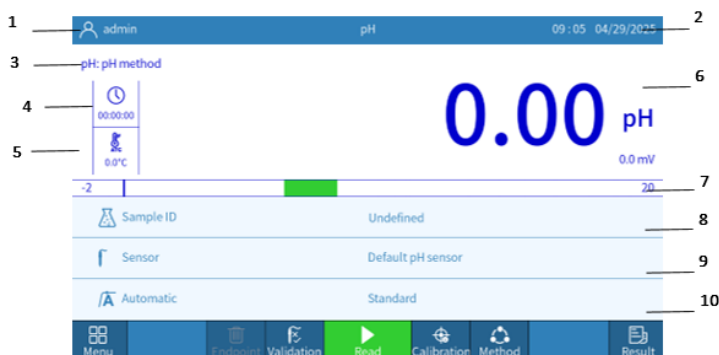 1
2
admin
pH
09:05 04/29/2025
3
pH: pH method
4
00:00:00
5
0.0°C
6
0.00 pH
0.0 mV
7
-2
20
Sample ID
Undefined
8
Sensor
Default pH sensor
9
Automatic
Standard
10
Menu
Endpoint
Validation
Read
Calibration
Method
Result